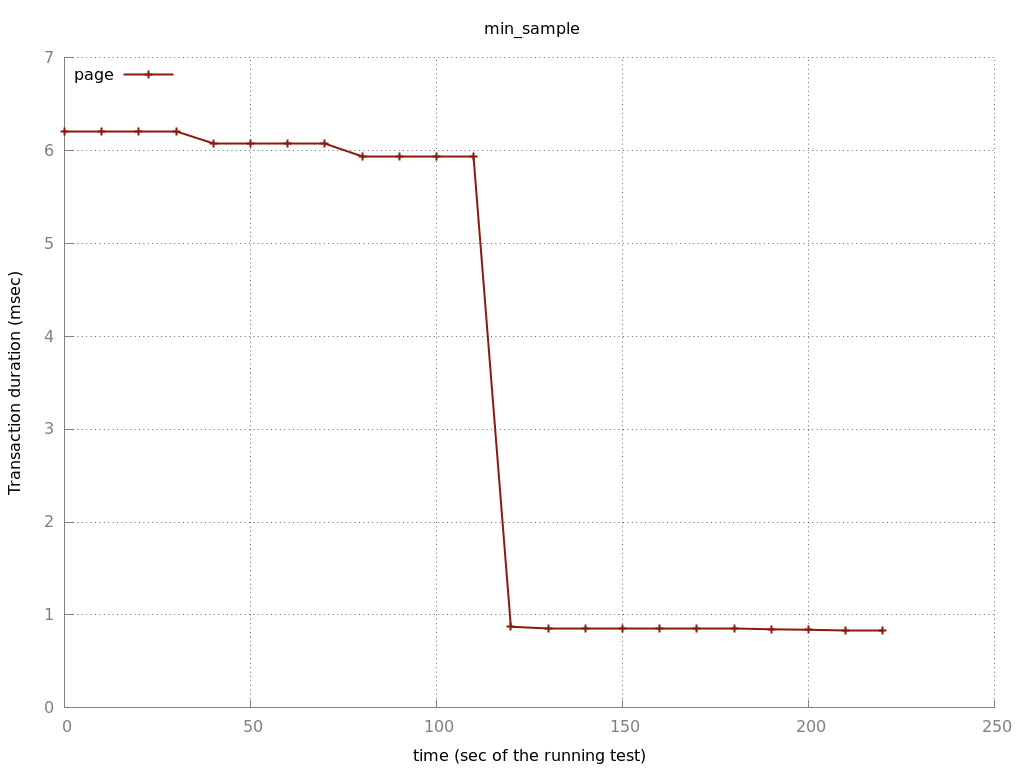 min_sample
page
7
6
5
4
3
2
1
0
Transaction duration (msec)
0 50 100 150 200 250
time (sec of the running test)